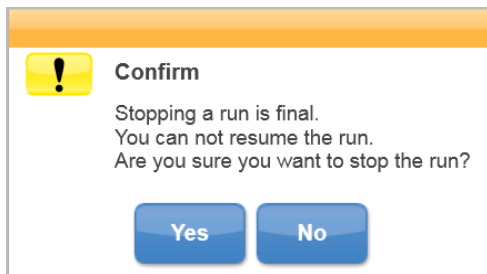 Confirm
Stopping a run is final.
You can not resume the run.
Are you sure you want to stop the run?
Yes No